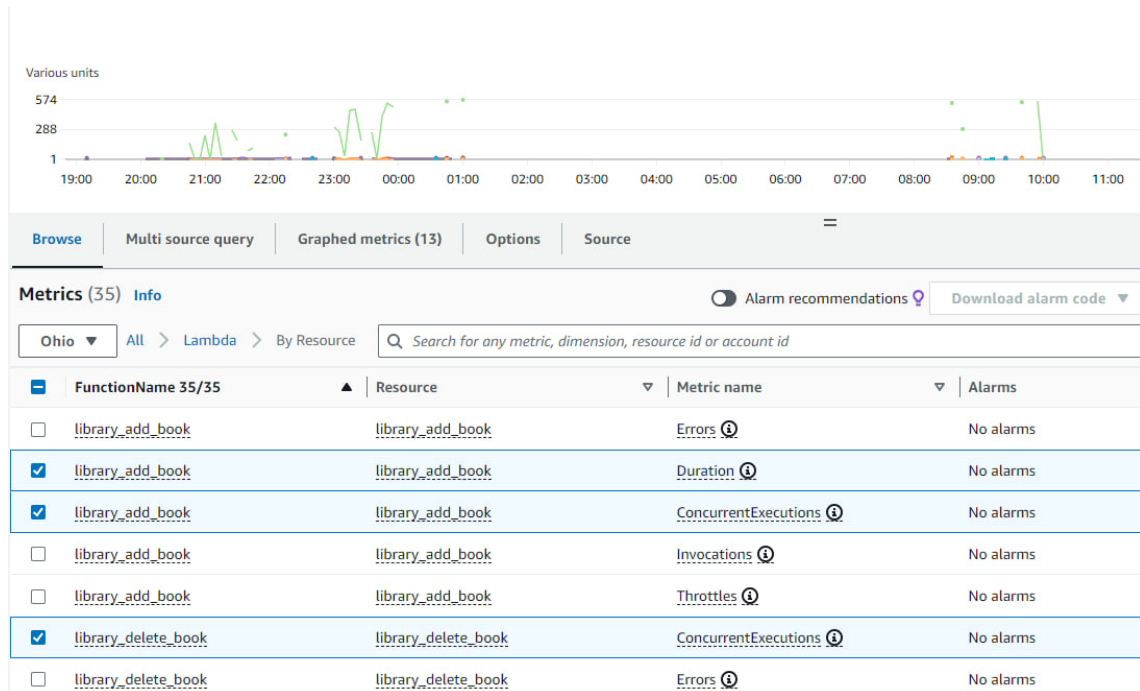 Various units
574
288
1
19:00 20:00 21:00 22:00 23:00 00:00 01:00 02:00 03:00 04:00 05:00 06:00 07:00 08:00 09:00 10:00 11:00
Browse Multi source query Graphed metrics (13) Options Source
Metrics (35) Info
Alarm recommendations Download alarm code
Ohio All Lambda By Resource Search for any metric, dimension, resource id or account id
FunctionName 35/35 Resource Metric name Alarms
library_add_book library_add_book Errors No alarms
library_add_book library_add_book Duration No alarms
library_add_book library_add_book ConcurrentExecutions No alarms
library_add_book library_add_book Invocations No alarms
library_add_book library_add_book Throttles No alarms
library_delete_book library_delete_book ConcurrentExecutions No alarms
library_delete_book library_delete_book Errors No alarms